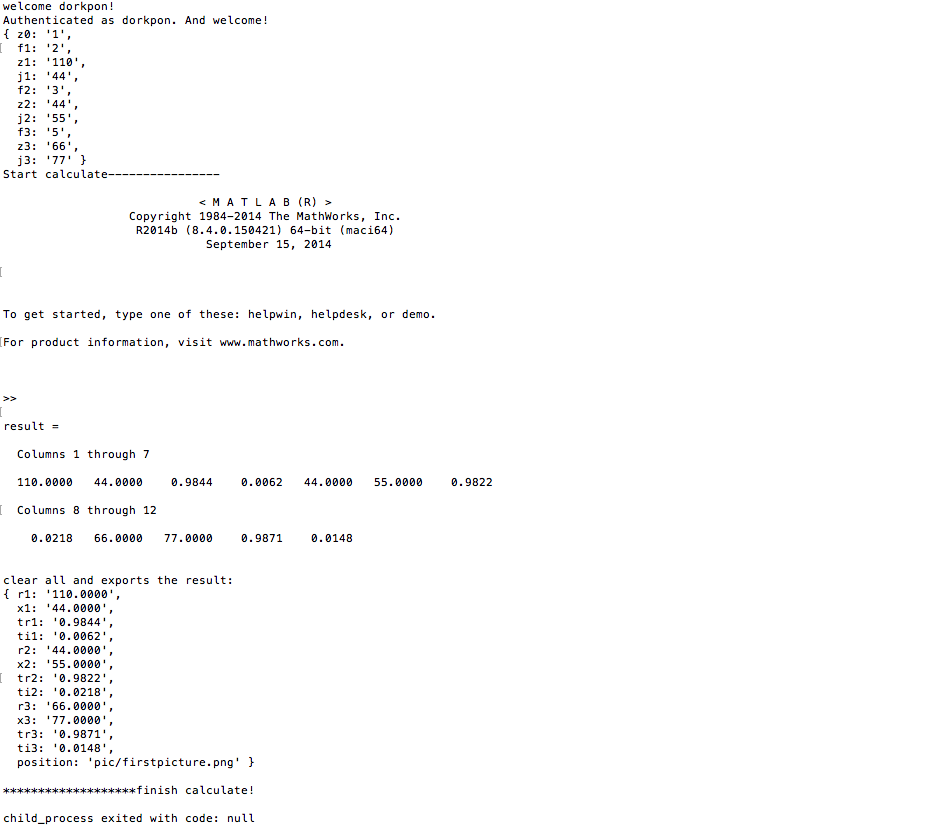 welcome dorkpon!
Authenticated as dorkpon. And welcome!
{ z0: '1',
f1: '2',
z1: '110',
j1: '44',
f2: '3',
z2: '44',
j2: '55',
f3: '5',
z3: '66',
j3: '77' }
Start calculate----------------
< M A T L A B (R) >
Copyright 1984-2014 The MathWorks, Inc.
R2014b (8.4.0.150421) 64-bit (maci64)
September 15, 2014
To get started, type one of these: helpwin, helpdesk, or demo.
For product information, visit www.mathworks.com.
>>
result =
Columns 1 through 7
110.0000 44.0000 0.9844 0.0062 44.0000 55.0000 0.9822
Columns 8 through 12
0.0218 66.0000 77.0000 0.9871 0.0148
clear all and exports the result:
{ r1: '110.0000',
x1: '44.0000',
tr1: '0.9844',
ti1: '0.0062',
r2: '44.0000',
x2: '55.0000',
tr2: '0.9822',
ti2: '0.0218',
r3: '66.0000',
x3: '77.0000',
tr3: '0.9871',
ti3: '0.0148',
position: 'pic/firstpicture.png' }
*******************finish calculate!
child_process exited with code: null